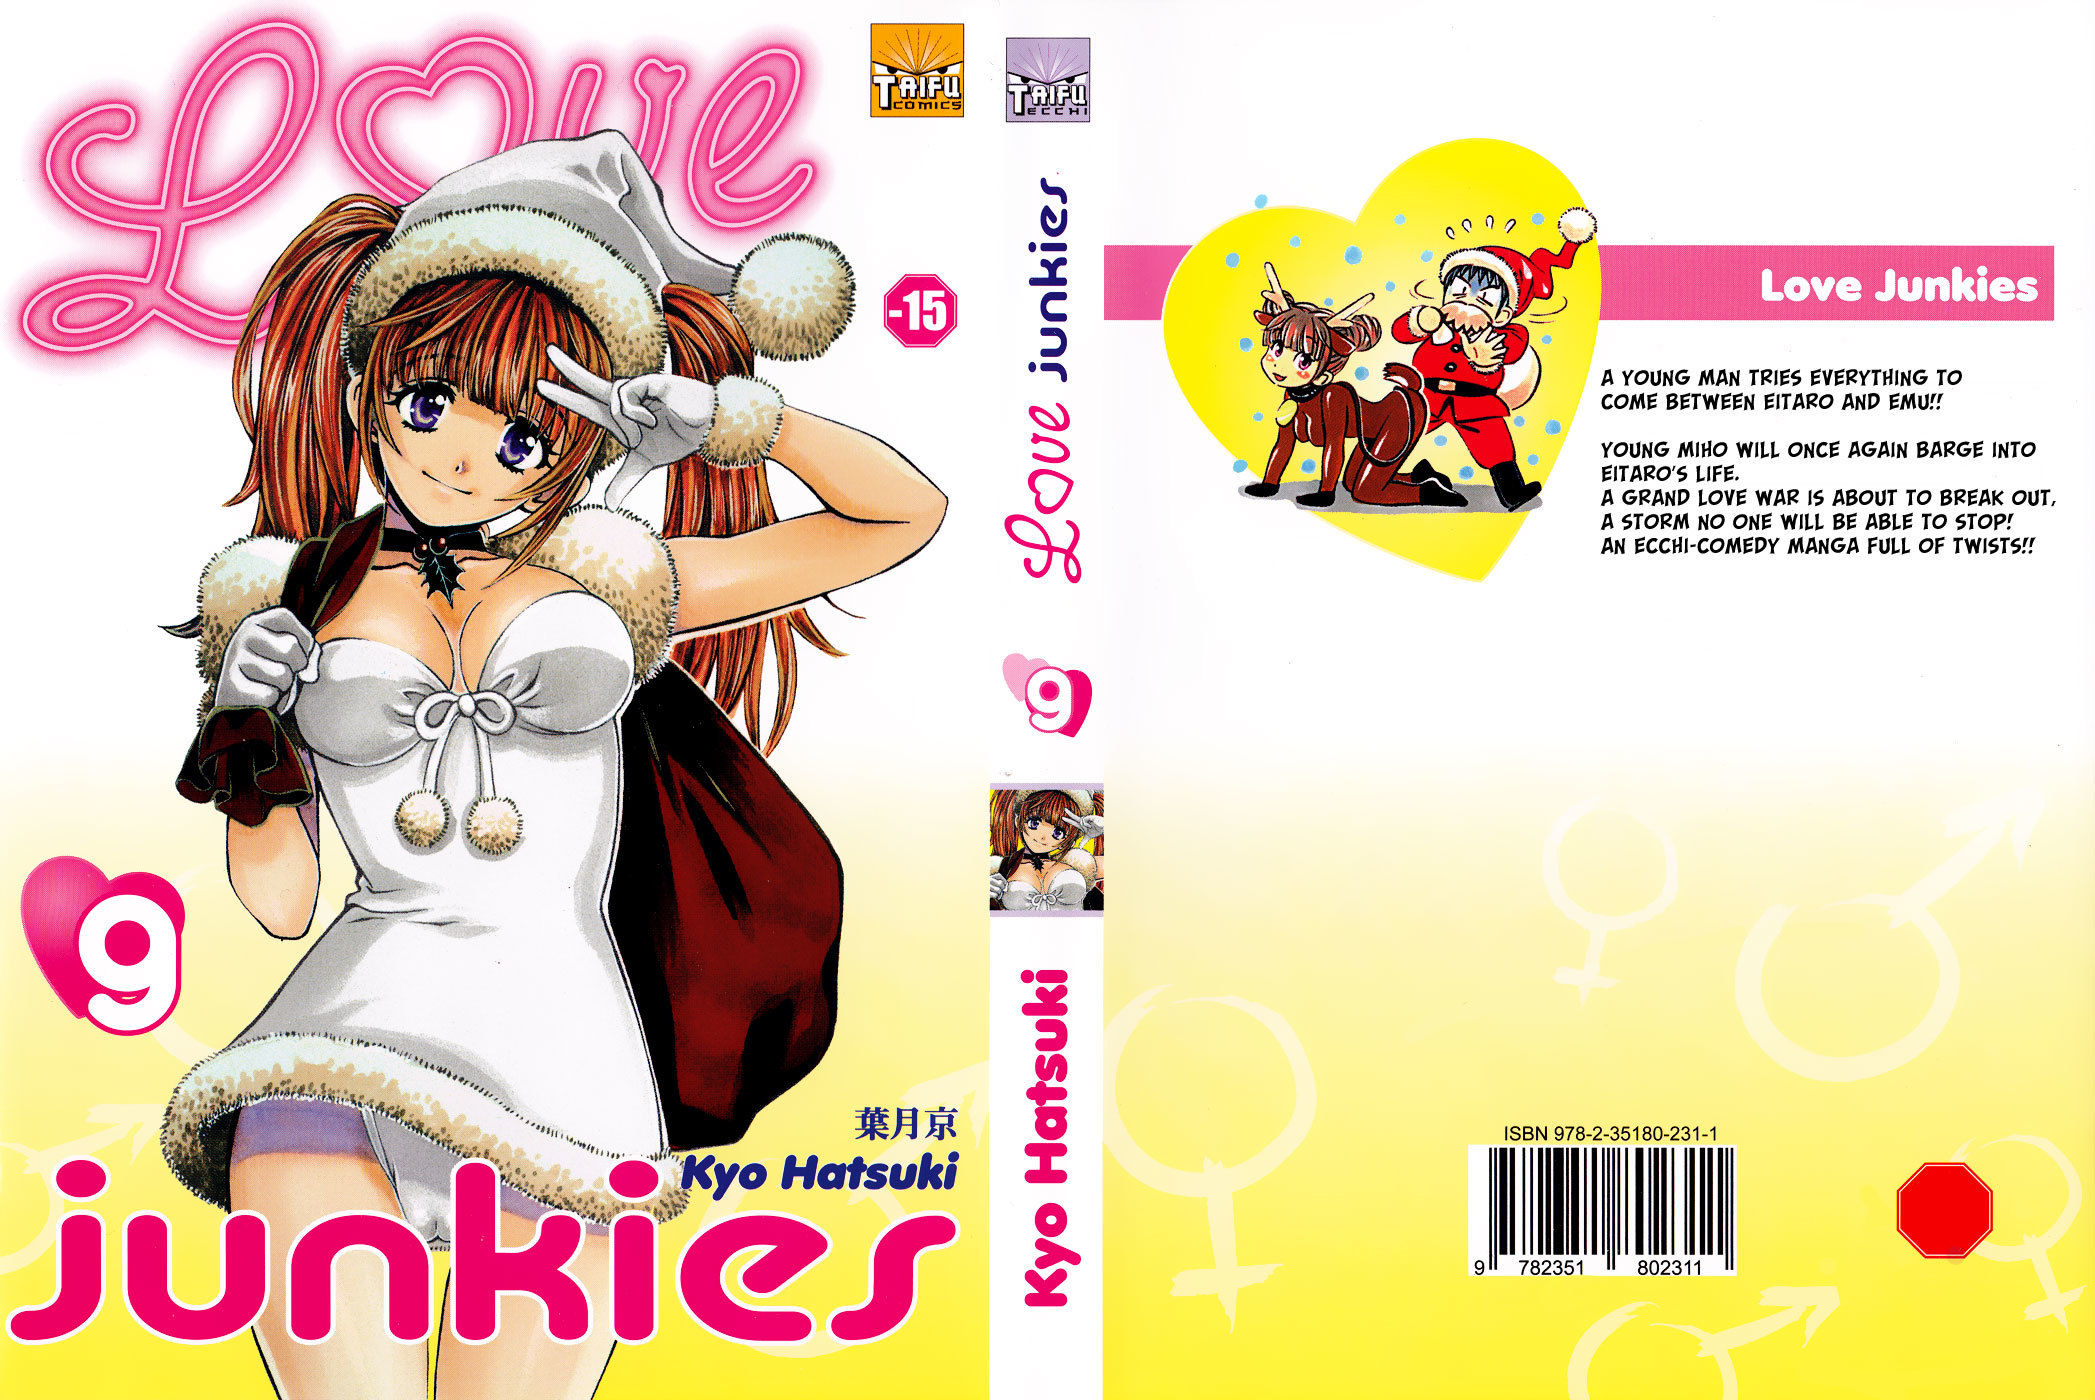 Love
TAIFU
COMICS
-15
9
葉月京
Kyo Hatsuki
junkies
TAIFU
ECCHI
Love junkies
9
Kyo Hatsuki
Love Junkies
A YOUNG MAN TRIES EVERYTHING TO
COME BETWEEN EITARO AND EMU!!
YOUNG MIHO WILL ONCE AGAIN BARGE INTO
EITARO'S LIFE.
A GRAND LOVE WAR IS ABOUT TO BREAK OUT,
A STORM NO ONE WILL BE ABLE TO STOP!
AN ECCHI-COMEDY MANGA FULL OF TWISTS!!
ISBN 978-2-35180-231-1
9 782351 802311